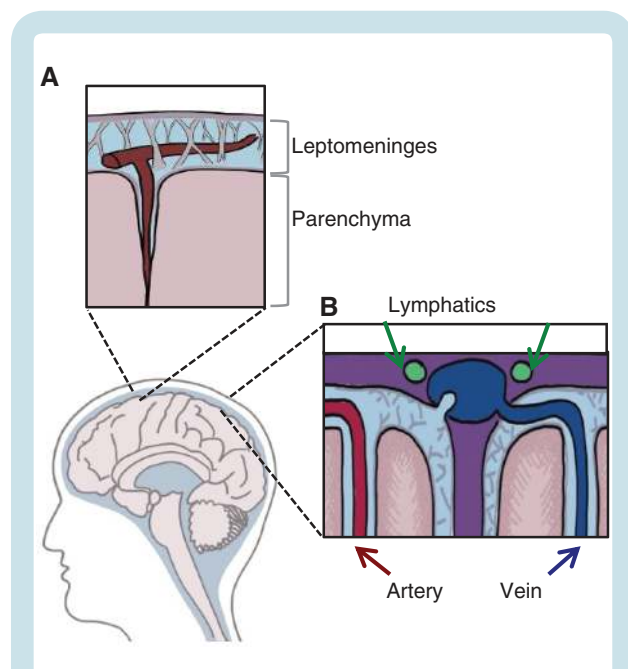 A
Leptomeninges
Parenchyma
B
Lymphatics
Artery
Vein